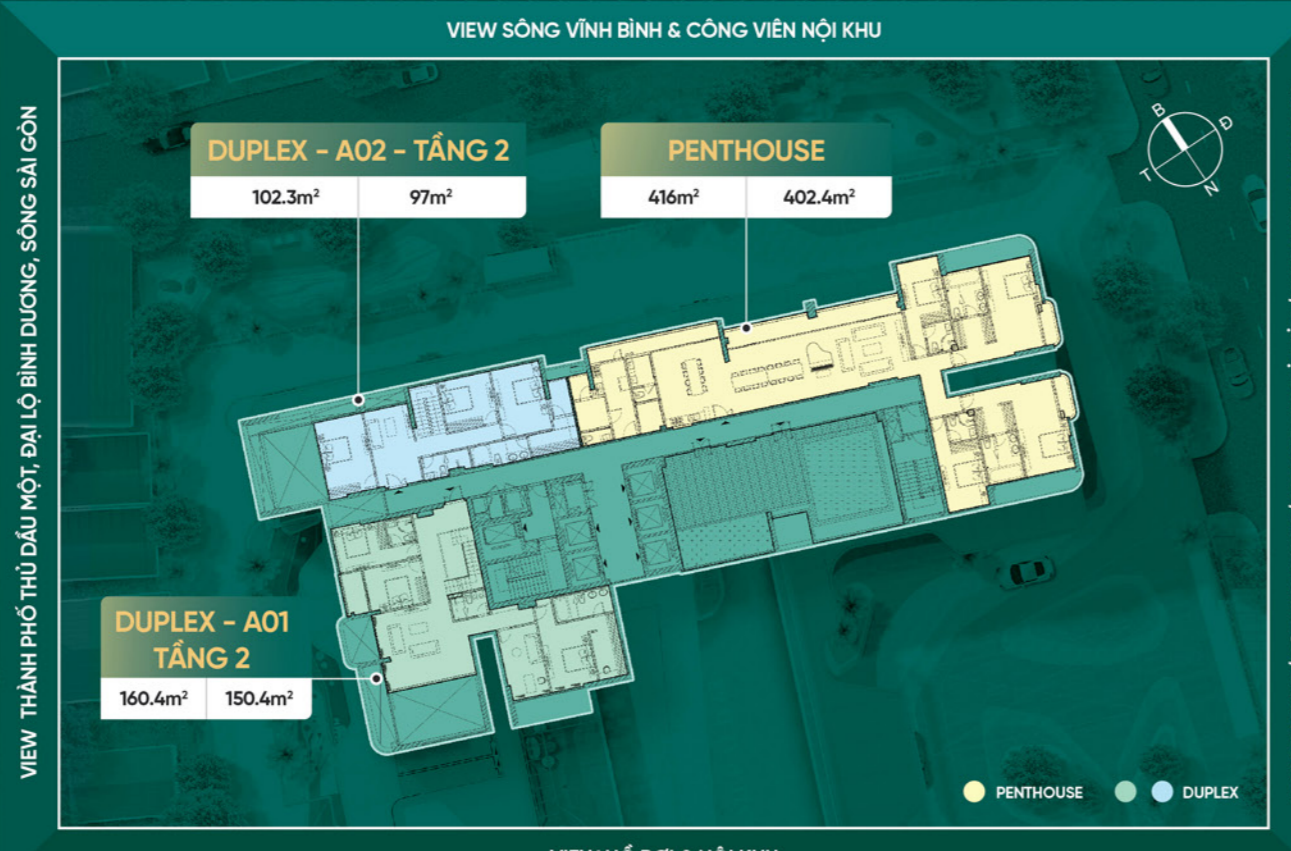 VIEW SÔNG VĨNH BÌNH & CÔNG VIÊN NỘI KHU
VIEW THÀNH PHỐ THỦ DẦU MỘT, ĐẠI LỘ BÌNH DƯƠNG, SÔNG SÀI GÒN
DUPLEX - A02 - TẦNG 2
102.3m² 97m²
PENTHOUSE
416m² 402.4m²
B
Đ
T
N
DUPLEX - A01
TẦNG 2
160.4m² 150.4m²
PENTHOUSE
DUPLEX